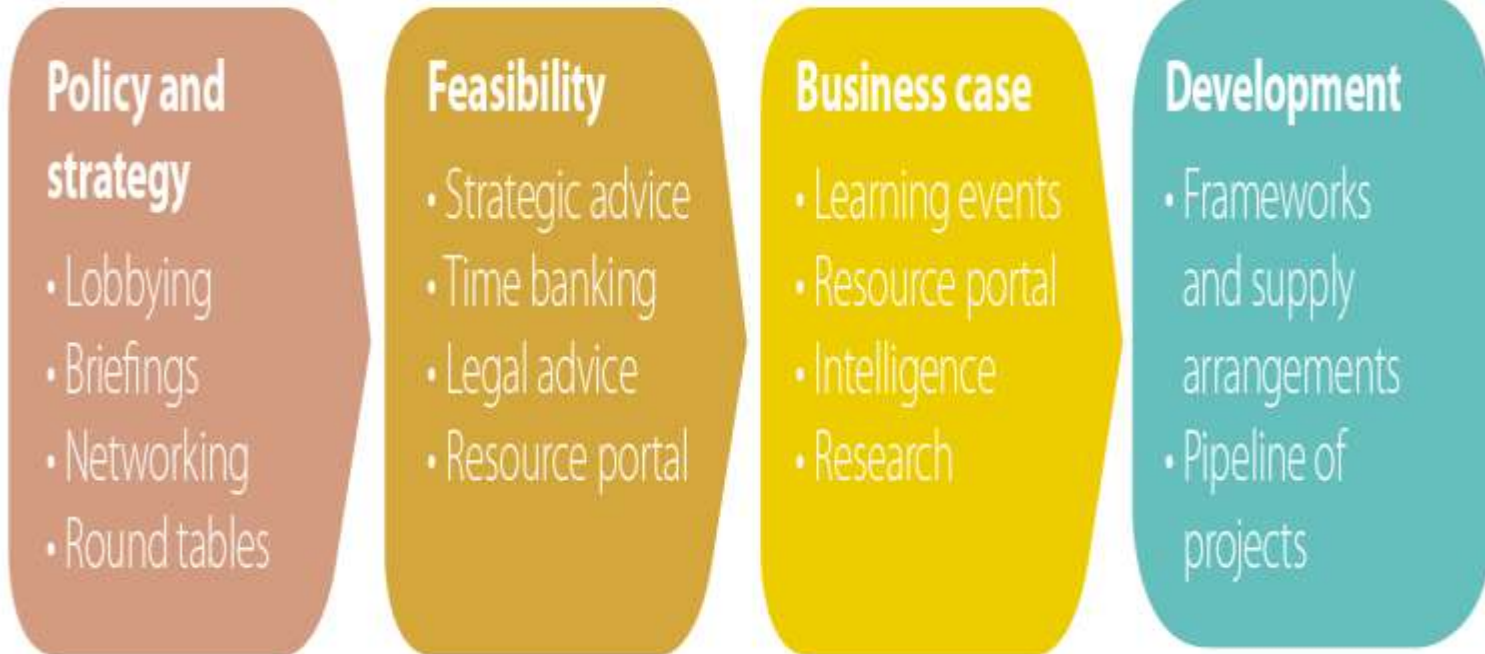 Policy and
strategy
• Lobbying
• Briefings
• Networking
• Round tables
Feasibility
• Strategic advice
• Time banking
• Legal advice
• Resource portal
Business case
• Learning events
• Resource portal
• Intelligence
• Research
Development
• Frameworks
and supply
arrangements
• Pipeline of
projects